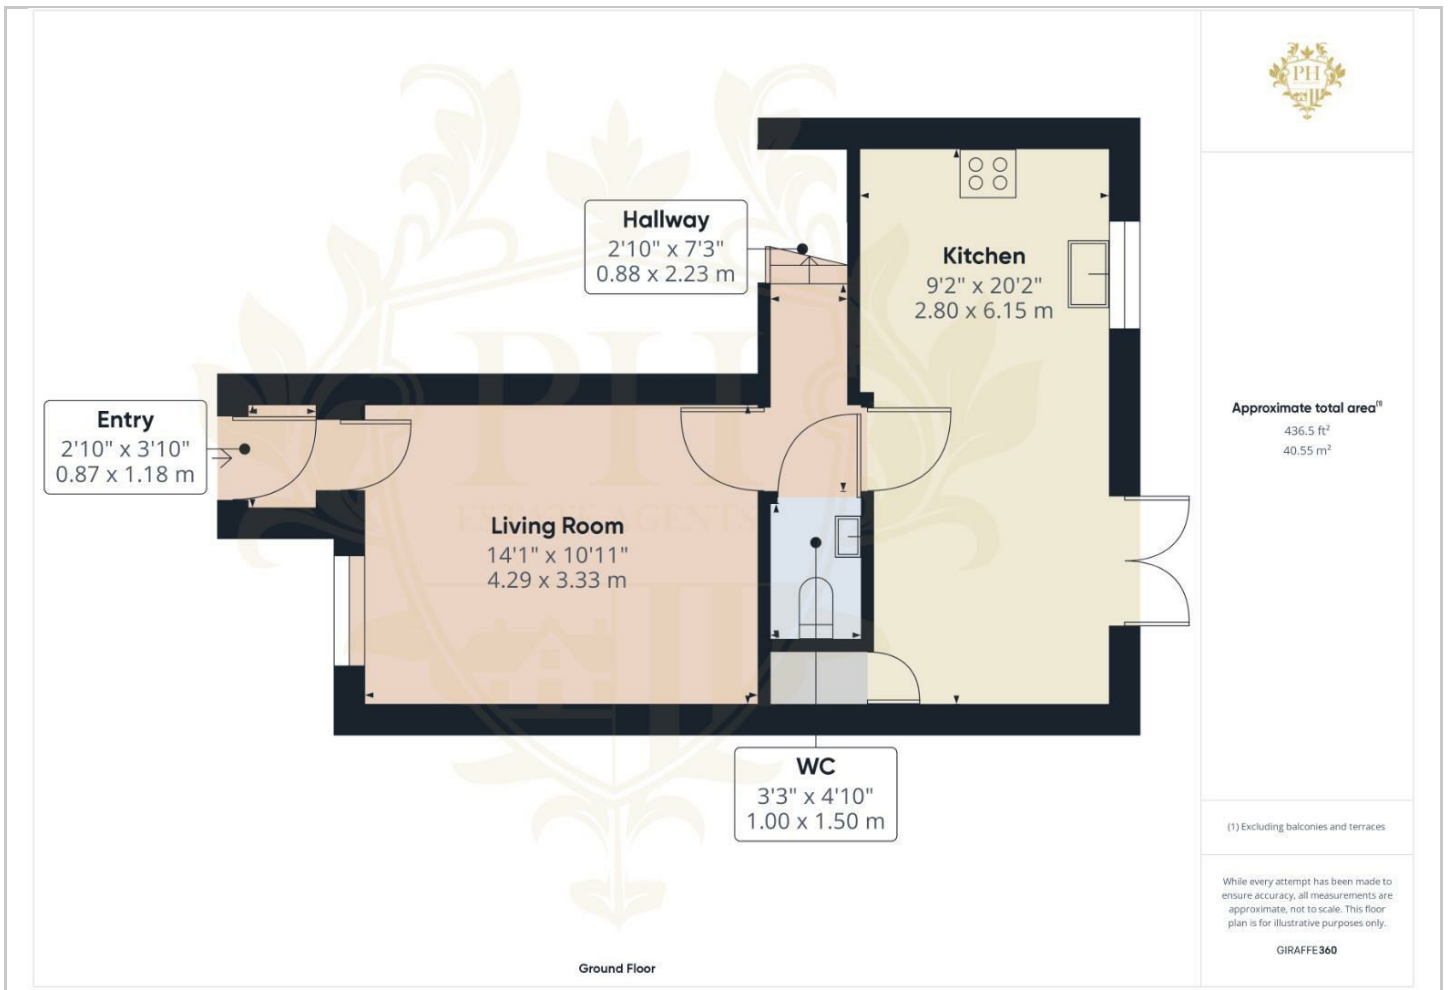 PH
Hallway
2'10" x 7'3"
0.88 x 2.23 m
Kitchen
9'2" x 20'2"
2.80 x 6.15 m
Entry
2'10" x 3'10"
0.87 x 1.18 m
Living Room
14'1" x 10'11"
4.29 x 3.33 m
WC
3'3" x 4'10"
1.00 x 1.50 m
Ground Floor
PH
ESTATE AGENTS
Approximate total area(1)
436.5 ft²
40.55 m²
(1) Excluding balconies and terraces
While every attempt has been made to
ensure accuracy, all measurements are
approximate, not to scale. This floor
plan is for illustrative purposes only.
GIRAFFE360